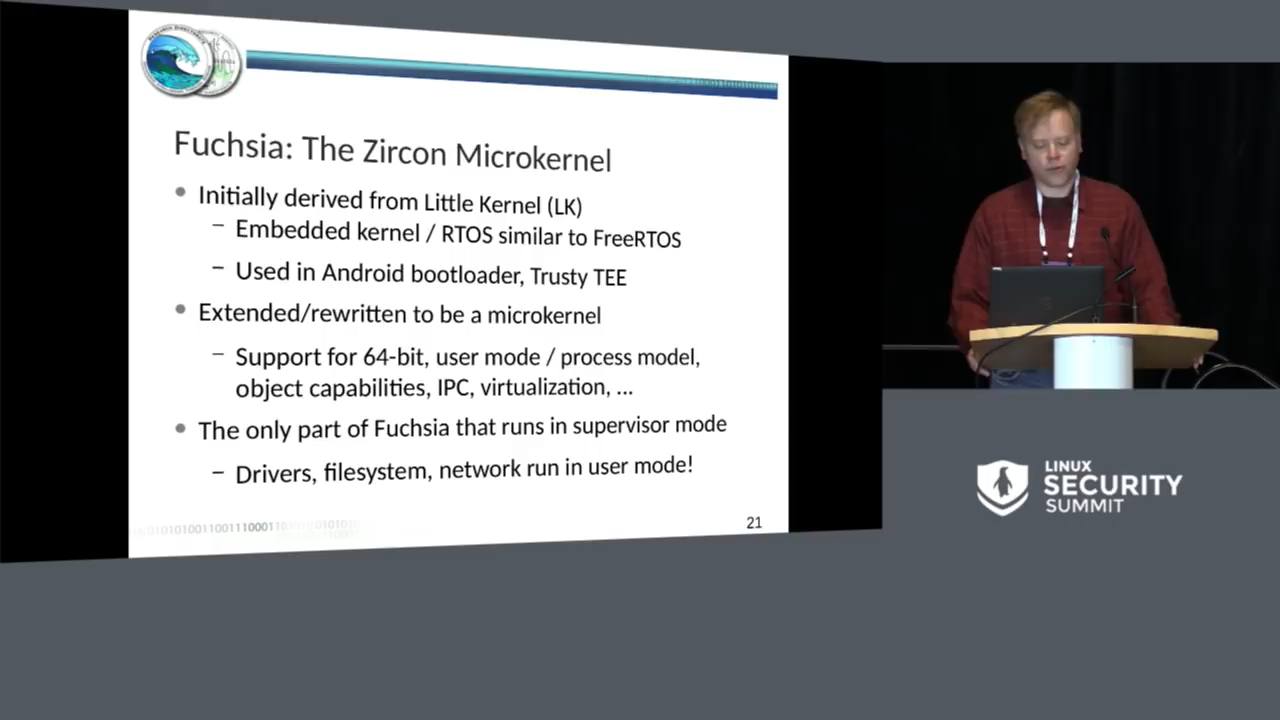 Fuchsia: The Zircon Microkernel
Initially derived from Little Kernel (LK)
– Embedded kernel / RTOS similar to FreeRTOS
– Used in Android bootloader, Trusty TEE
Extended/rewritten to be a microkernel
– Support for 64-bit, user mode / process model,
object capabilities, IPC, virtualization, ...
The only part of Fuchsia that runs in supervisor mode
– Drivers, filesystem, network run in user mode!
21
LINUX
SECURITY
SUMMIT